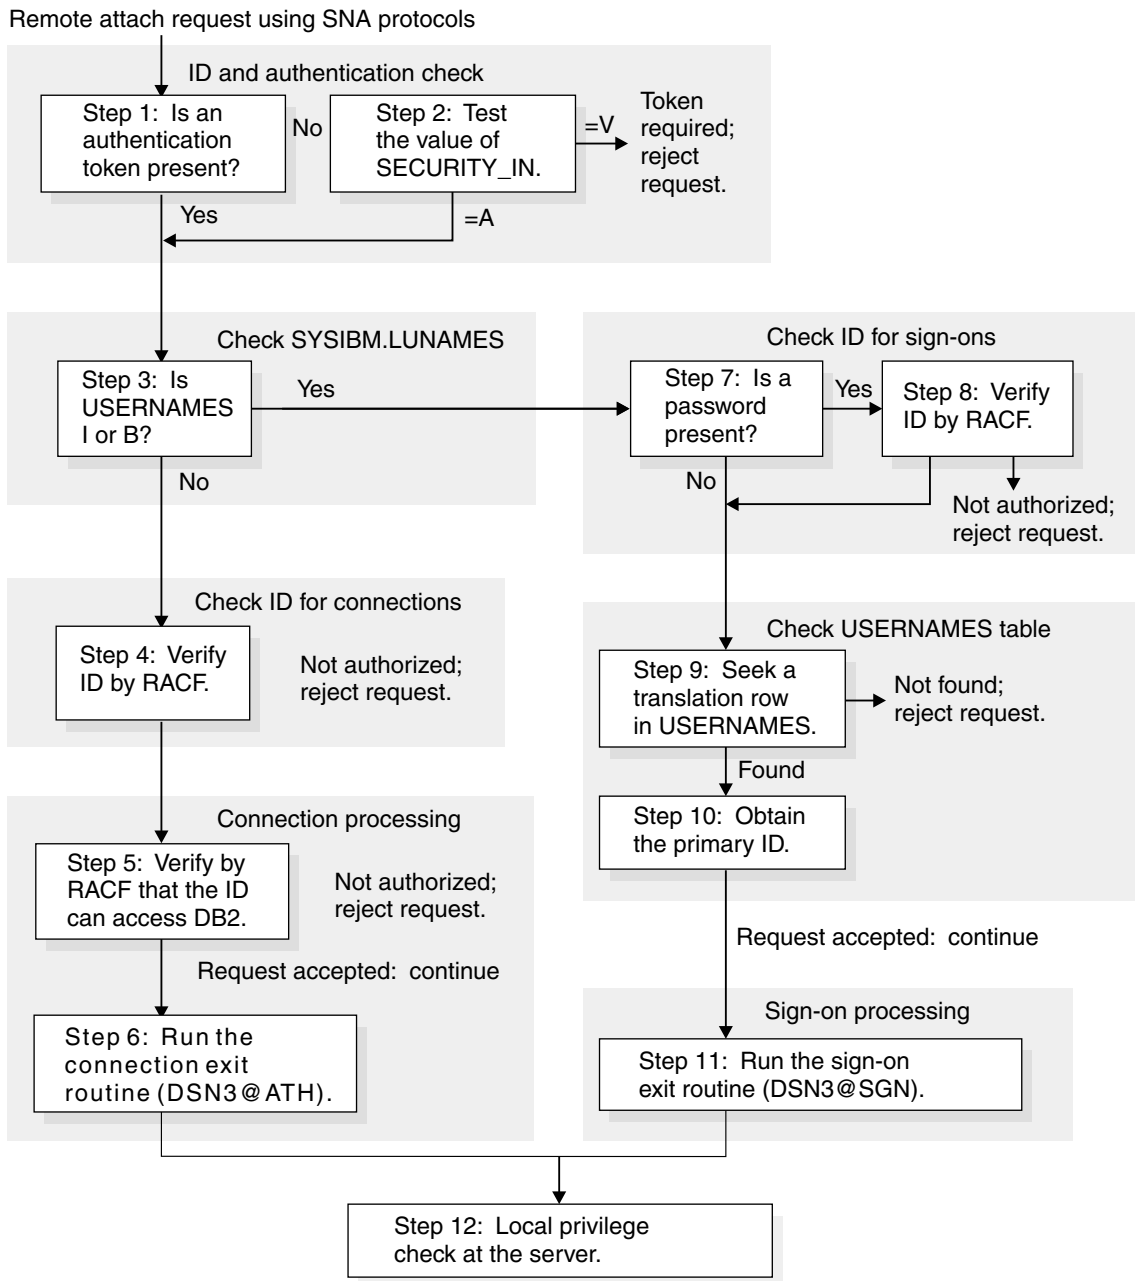 Remote attach request using SNA protocols
ID and authentication check
Step 1: Is an
authentication
token present?
No
Step 2: Test
the value of
SECURITY_IN.
=V
Token
required;
reject
request.
Yes
=A
Check SYSIBM.LUNAMES
Step 3: Is
USERNAMES
I or B?
Yes
No
Check ID for sign-ons
Step 7: Is a
password
present?
Yes
Step 8: Verify
ID by RACF.
No
Not authorized;
reject request.
Check ID for connections
Step 4: Verify
ID by RACF.
Not authorized;
reject request.
Check USERNAMES table
Step 9: Seek a
translation row
in USERNAMES.
Not found;
reject request.
Found
Step 10: Obtain
the primary ID.
Connection processing
Step 5: Verify by
RACF that the ID
can access DB2.
Not authorized;
reject request.
Request accepted: continue
Request accepted: continue
Step 6: Run the
connection exit
routine (DSN3@ATH).
Sign-on processing
Step 11: Run the sign-on
exit routine (DSN3@SGN).
Step 12: Local privilege
check at the server.